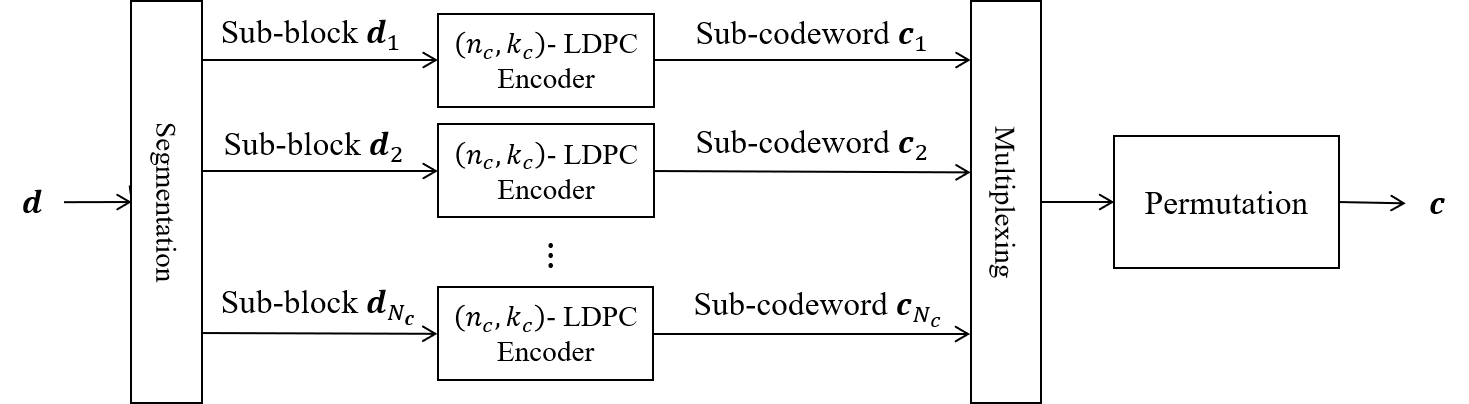 Sub-block d₁
(n_c, k_c)- LDPC
Encoder
Sub-codeword c₁
Sub-block d₂
(n_c, k_c)- LDPC
Encoder
Sub-codeword c₂
d
Segmentation
Multiplexing
Permutation
c
⋮
Sub-block d_{N_c}
(n_c, k_c)- LDPC
Encoder
Sub-codeword c_{N_c}